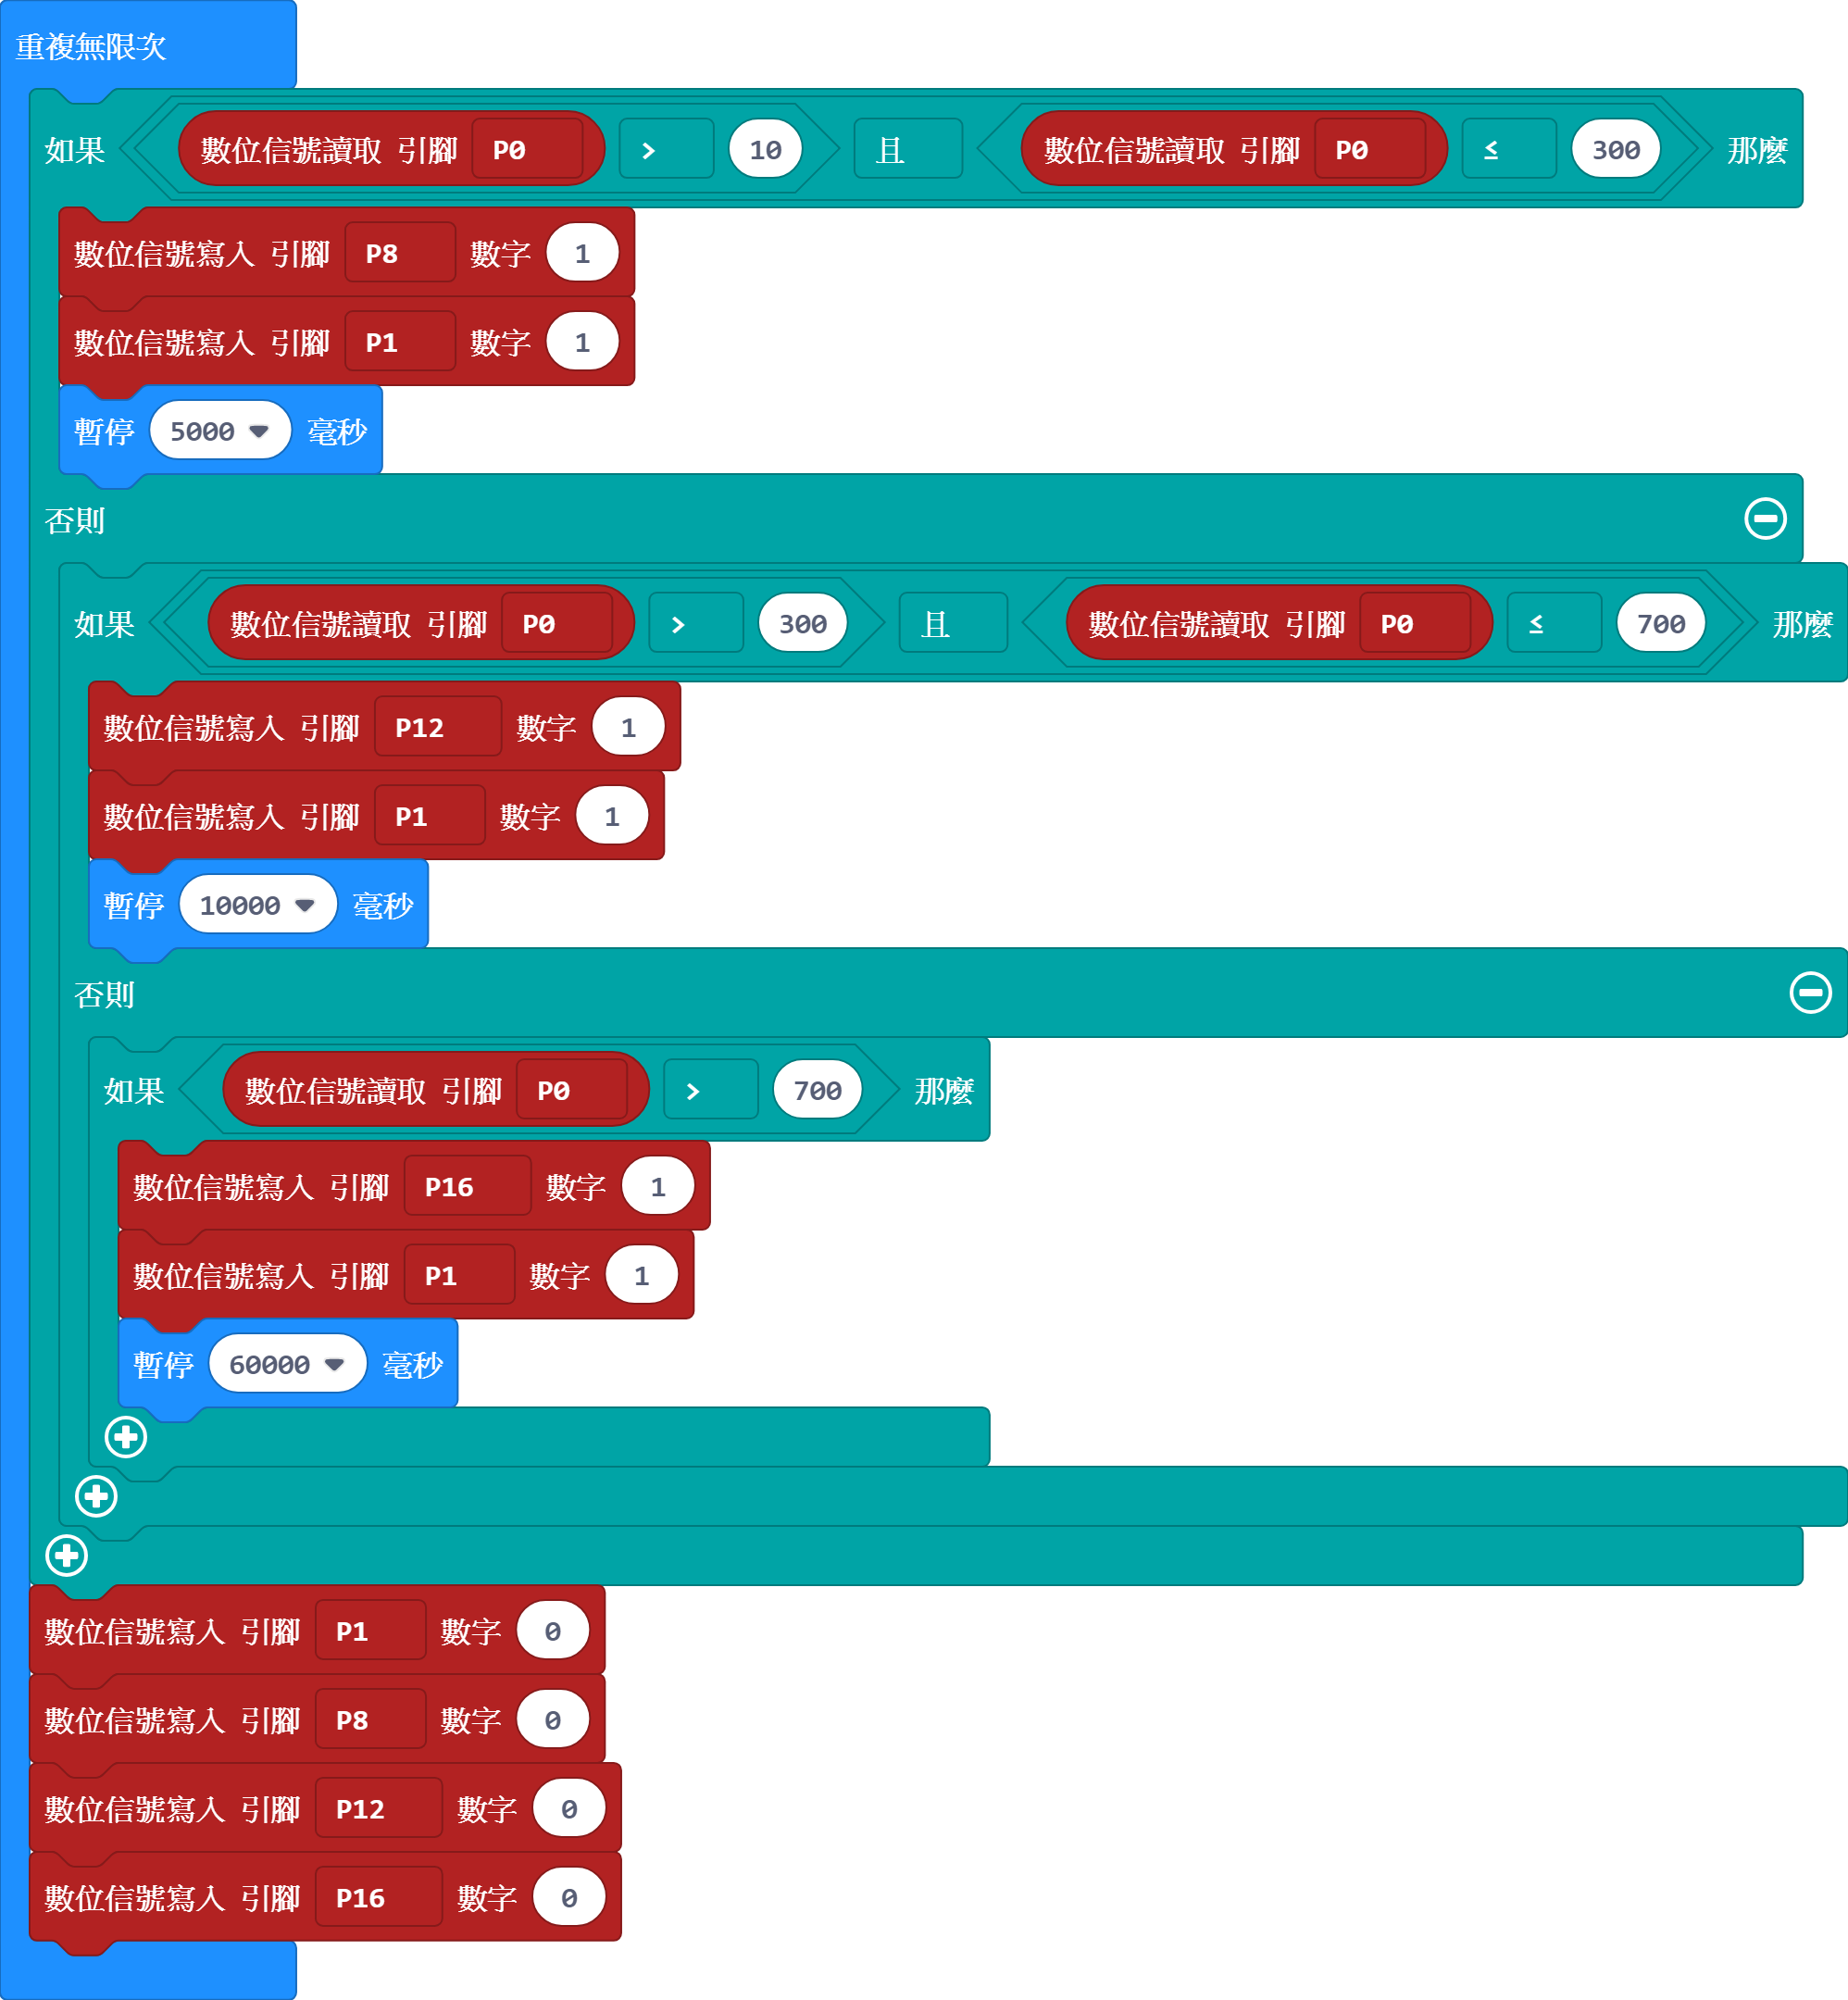 重複無限次
如果 數位信號讀取 引腳 P0 > 10 且 數位信號讀取 引腳 P0 ≤ 300 那麼
數位信號寫入 引腳 P8 數字 1
數位信號寫入 引腳 P1 數字 1
暫停 5000 毫秒
否則
如果 數位信號讀取 引腳 P0 > 300 且 數位信號讀取 引腳 P0 ≤ 700 那麼
數位信號寫入 引腳 P12 數字 1
數位信號寫入 引腳 P1 數字 1
暫停 10000 毫秒
否則
如果 數位信號讀取 引腳 P0 > 700 那麼
數位信號寫入 引腳 P16 數字 1
數位信號寫入 引腳 P1 數字 1
暫停 60000 毫秒
數位信號寫入 引腳 P1 數字 0
數位信號寫入 引腳 P8 數字 0
數位信號寫入 引腳 P12 數字 0
數位信號寫入 引腳 P16 數字 0